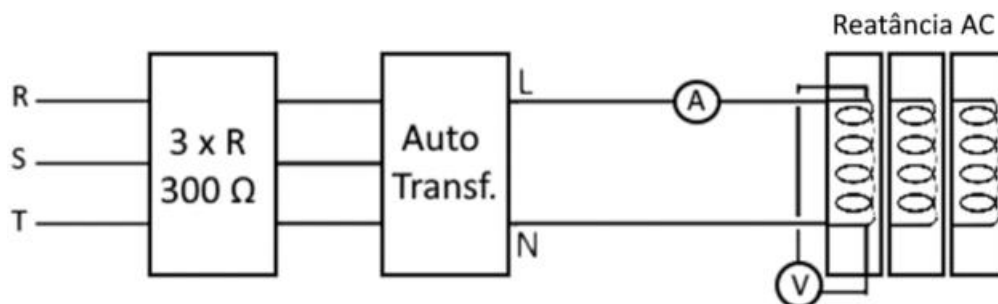 Reatância AC
R
S
T
3 x R
300 Ω
Auto
Transf.
L
N
A
V